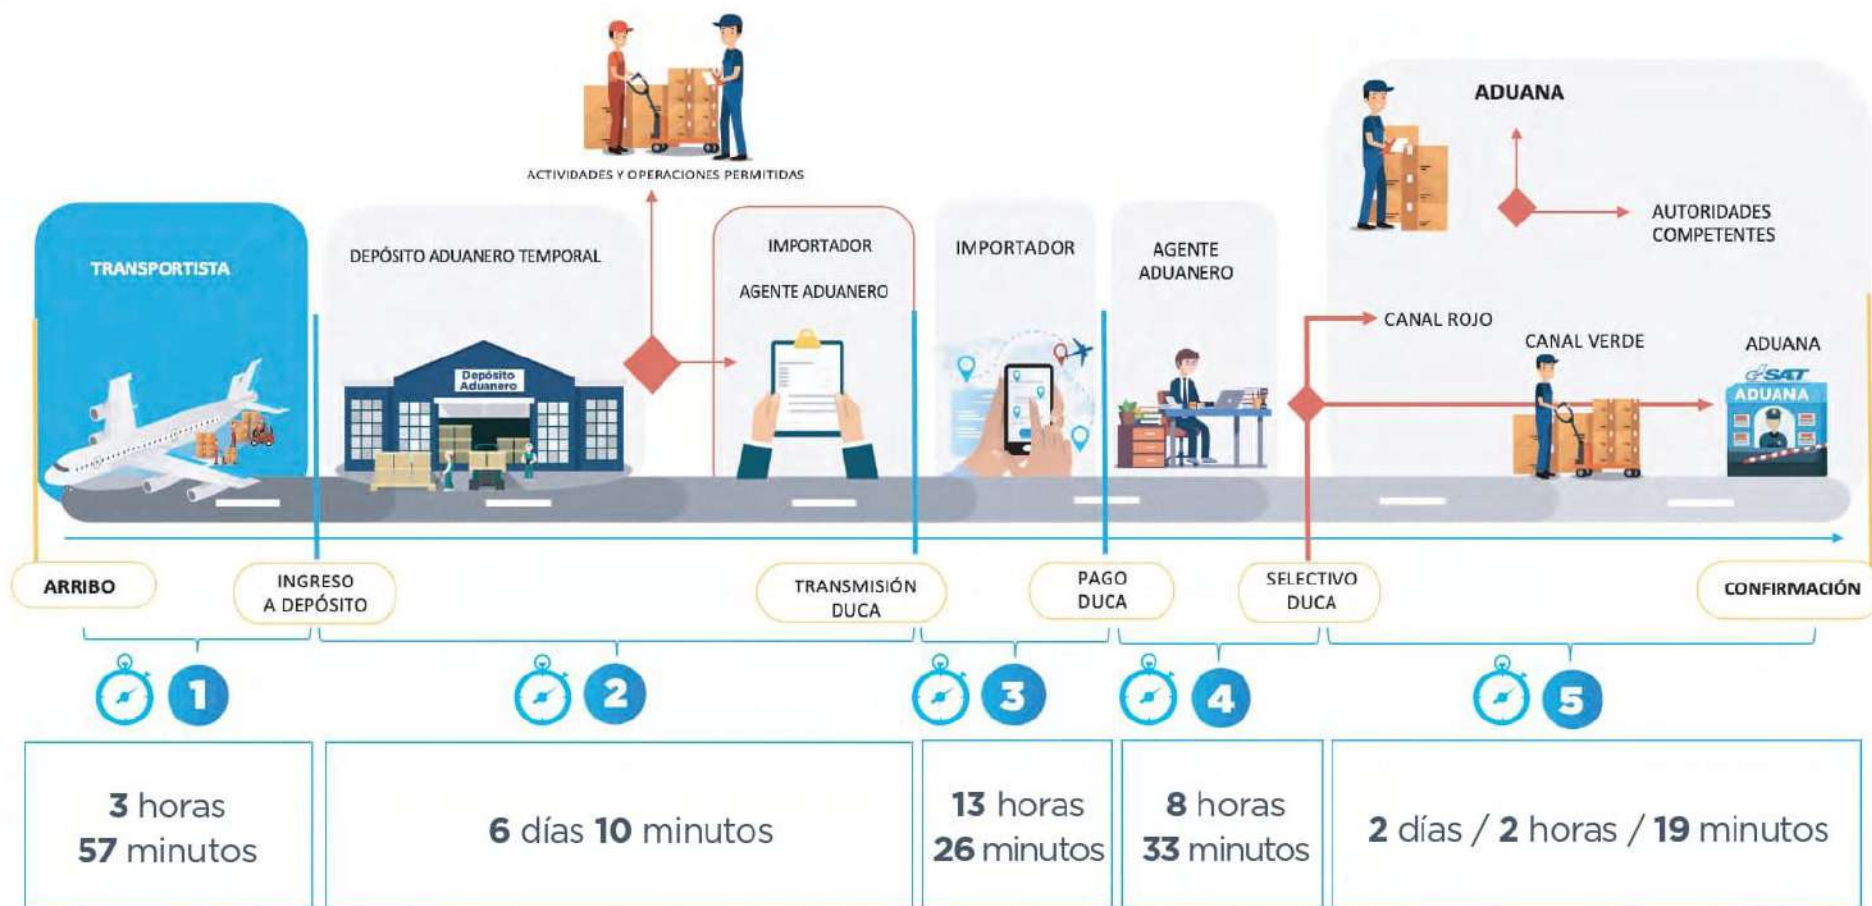 ACTIVIDADES Y OPERACIONES PERMITIDAS
TRANSPORTISTA
DEPÓSITO ADUANERO TEMPORAL
Depósito
Aduanero
IMPORTADOR
AGENTE ADUANERO
IMPORTADOR
AGENTE
ADUANERO
ADUANA
AUTORIDADES
COMPETENTES
CANAL ROJO
CANAL VERDE
ADUANA
SAT
ADUANA
ARRIBO
INGRESO
A DEPÓSITO
TRANSMISIÓN
DUCA
PAGO
DUCA
SELECTIVO
DUCA
CONFIRMACIÓN
1
2
3
4
5
3 horas
57 minutos
6 días 10 minutos
13 horas
26 minutos
8 horas
33 minutos
2 días / 2 horas / 19 minutos